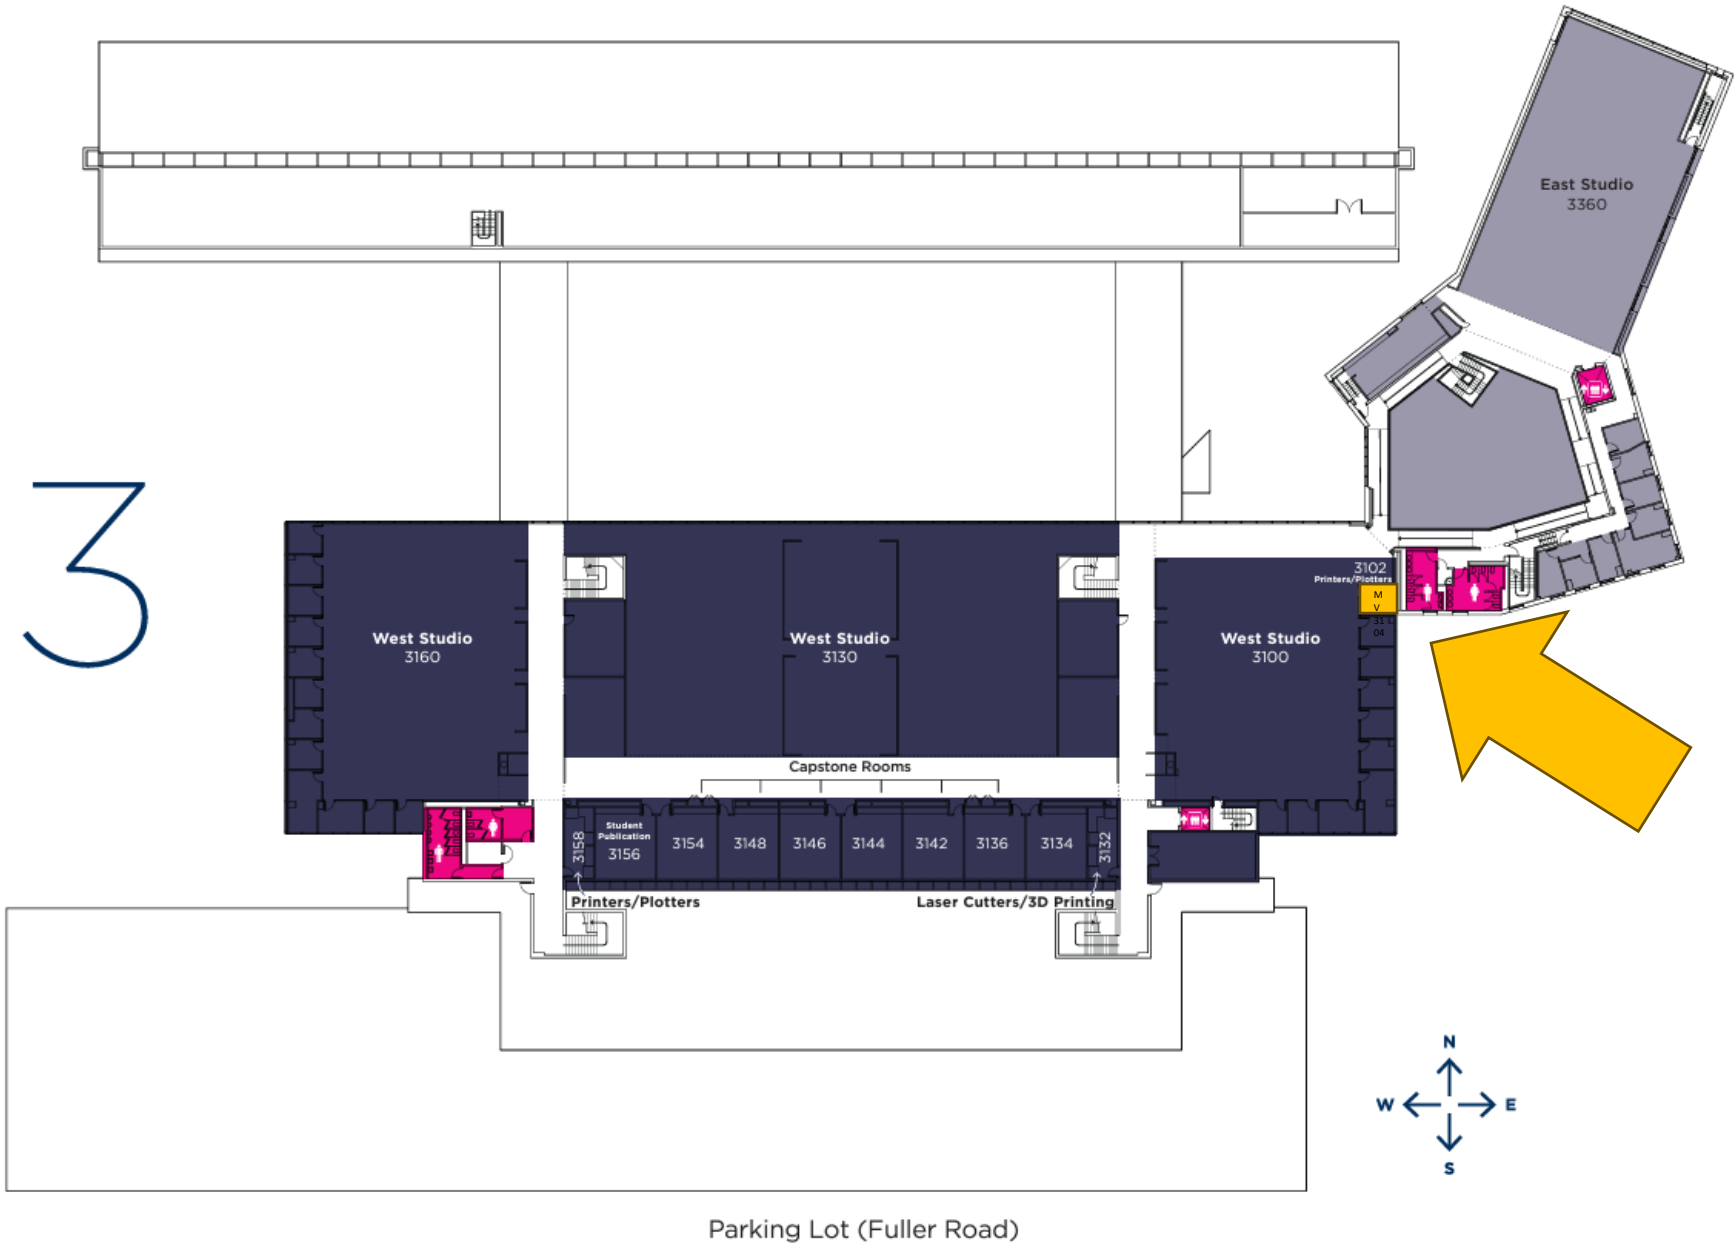 East Studio
3360
3
3102
Printers/Plotters
M
V
31
04
West Studio
3160
West Studio
3130
West Studio
3100
Capstone Rooms
3158
Student
Publication
3156
3154
3148
3146
3144
3142
3136
3134
3132
Printers/Plotters
Laser Cutters/3D Printing
N
W
E
S
Parking Lot (Fuller Road)